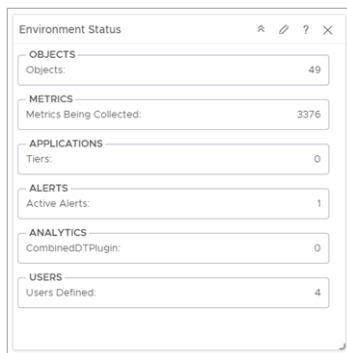 Environment Status
?
OBJECTS
Objects: 49
METRICS
Metrics Being Collected: 3376
APPLICATIONS
Tiers: 0
ALERTS
Active Alerts: 1
ANALYTICS
CombinedDTPlugin: 0
USERS
Users Defined: 4